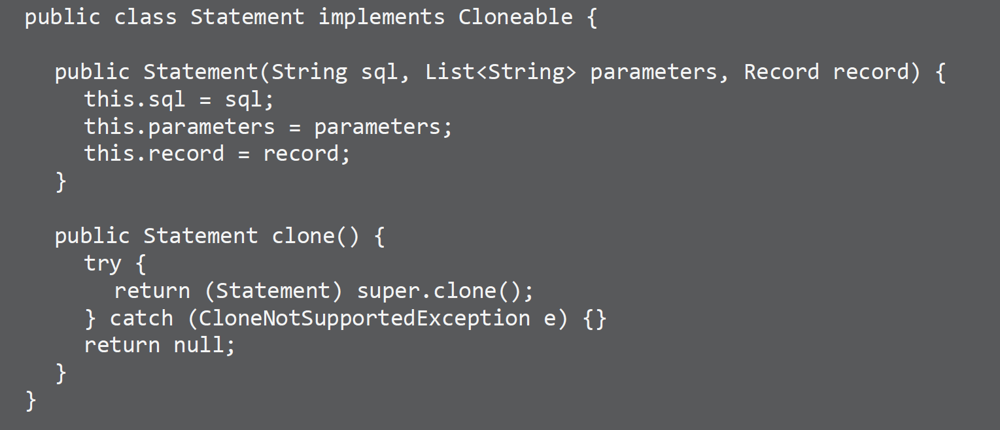 public class Statement implements Cloneable {
public Statement(String sql, List<String> parameters, Record record) {
this.sql = sql;
this.parameters = parameters;
this.record = record;
}
public Statement clone() {
try {
return (Statement) super.clone();
} catch (CloneNotSupportedException e) {}
return null;
}
}